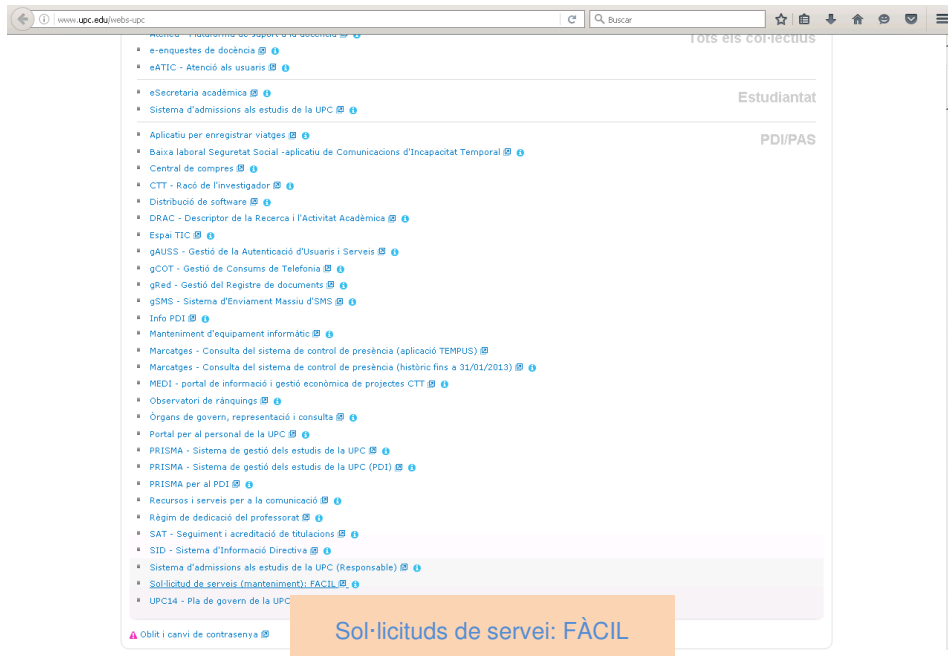 www.upc.edu/webs-upc
Buscar
Ateneu - Plataforma de suport a la docència
Tots els col·lectius
e-enquestes de docència
eATIC - Atenció als usuaris
eSecretaria acadèmica
Estudiantat
Sistema d'admissions als estudis de la UPC
Aplicatiu per enregistrar viatges
PDI/PAS
Baixa laboral Seguretat Social -aplicatiu de Comunicacions d'Incapacitat Temporal
Central de compres
CTT - Racó de l'investigador
Distribució de software
DRAC - Descriptor de la Recerca i l'Activitat Acadèmica
Espai TIC
gAUSS - Gestió de la Autenticació d'Usuaris i Serveis
gCOT - Gestió de Consums de Telefonia
gRed - Gestió del Registre de documents
gSMS - Sistema d'Enviament Massiu d'SMS
Info PDI
Manteniment d'equipament informàtic
Marcatges - Consulta del sistema de control de presència (aplicació TEMPUS)
Marcatges - Consulta del sistema de control de presència (històric fins a 31/01/2013)
MEDI - portal de informació i gestió econòmica de projectes CTT
Observatori de rànquings
Òrgans de govern, representació i consulta
Portal per al personal de la UPC
PRISMA - Sistema de gestió dels estudis de la UPC
PRISMA - Sistema de gestió dels estudis de la UPC (PDI)
PRISMA per al PDI
Recursos i serveis per a la comunicació
Règim de dedicació del professorat
SAT - Seguiment i acreditació de titulacions
SID - Sistema d'Informació Directiva
Sistema d'admissions als estudis de la UPC (Responsable)
Sol·licitud de serveis (manteniment): FACIL
UPC14 - Pla de govern de la UPC
Oblit i canvi de contrasenya
Sol·licituds de servei: FÀCIL